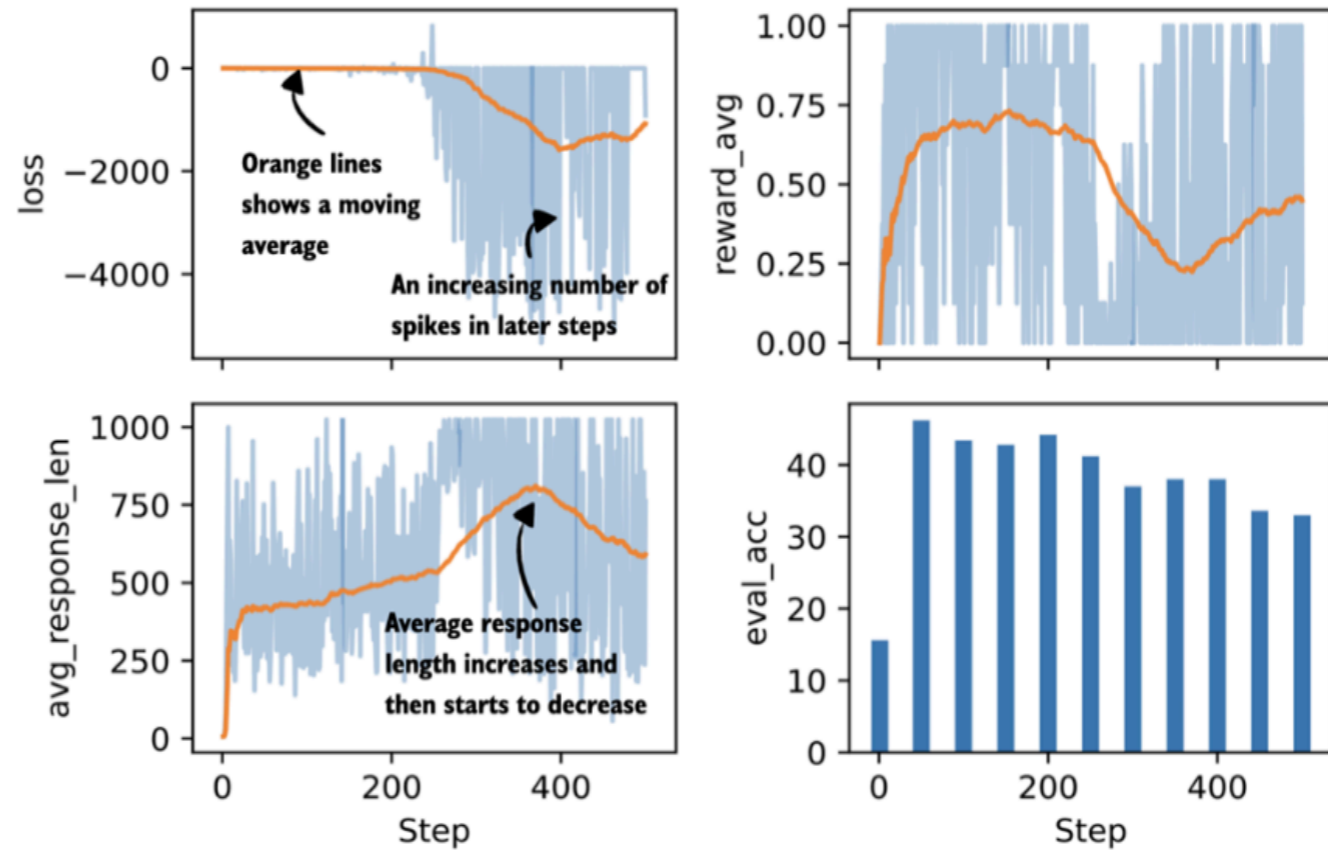 loss
0
−2000
−4000
Orange lines
shows a moving
average
An increasing number of
spikes in later steps
reward_avg
1.00
0.75
0.50
0.25
0.00
avg_response_len
1000
750
500
250
0
Average response
length increases and
then starts to decrease
0
200
400
Step
eval_acc
40
30
20
10
0
0
200
400
Step